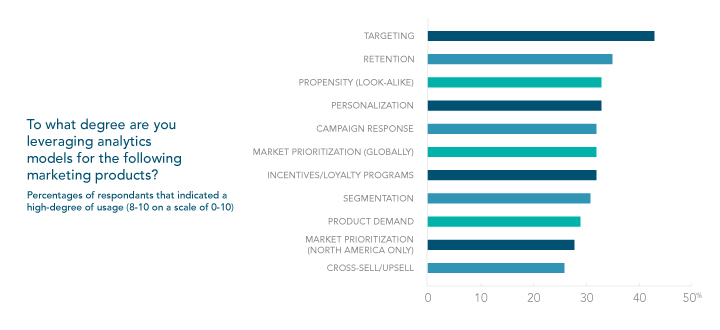 To what degree are you
leveraging analytics
models for the following
marketing products?
Percentages of respondants that indicated a
high-degree of usage (8-10 on a scale of 0-10)
TARGETING
RETENTION
PROPENSITY (LOOK-ALIKE)
PERSONALIZATION
CAMPAIGN RESPONSE
MARKET PRIORITIZATION (GLOBALLY)
INCENTIVES/LOYALTY PROGRAMS
SEGMENTATION
PRODUCT DEMAND
MARKET PRIORITIZATION
(NORTH AMERICA ONLY)
CROSS-SELL/UPSELL
0 10 20 30 40 50%